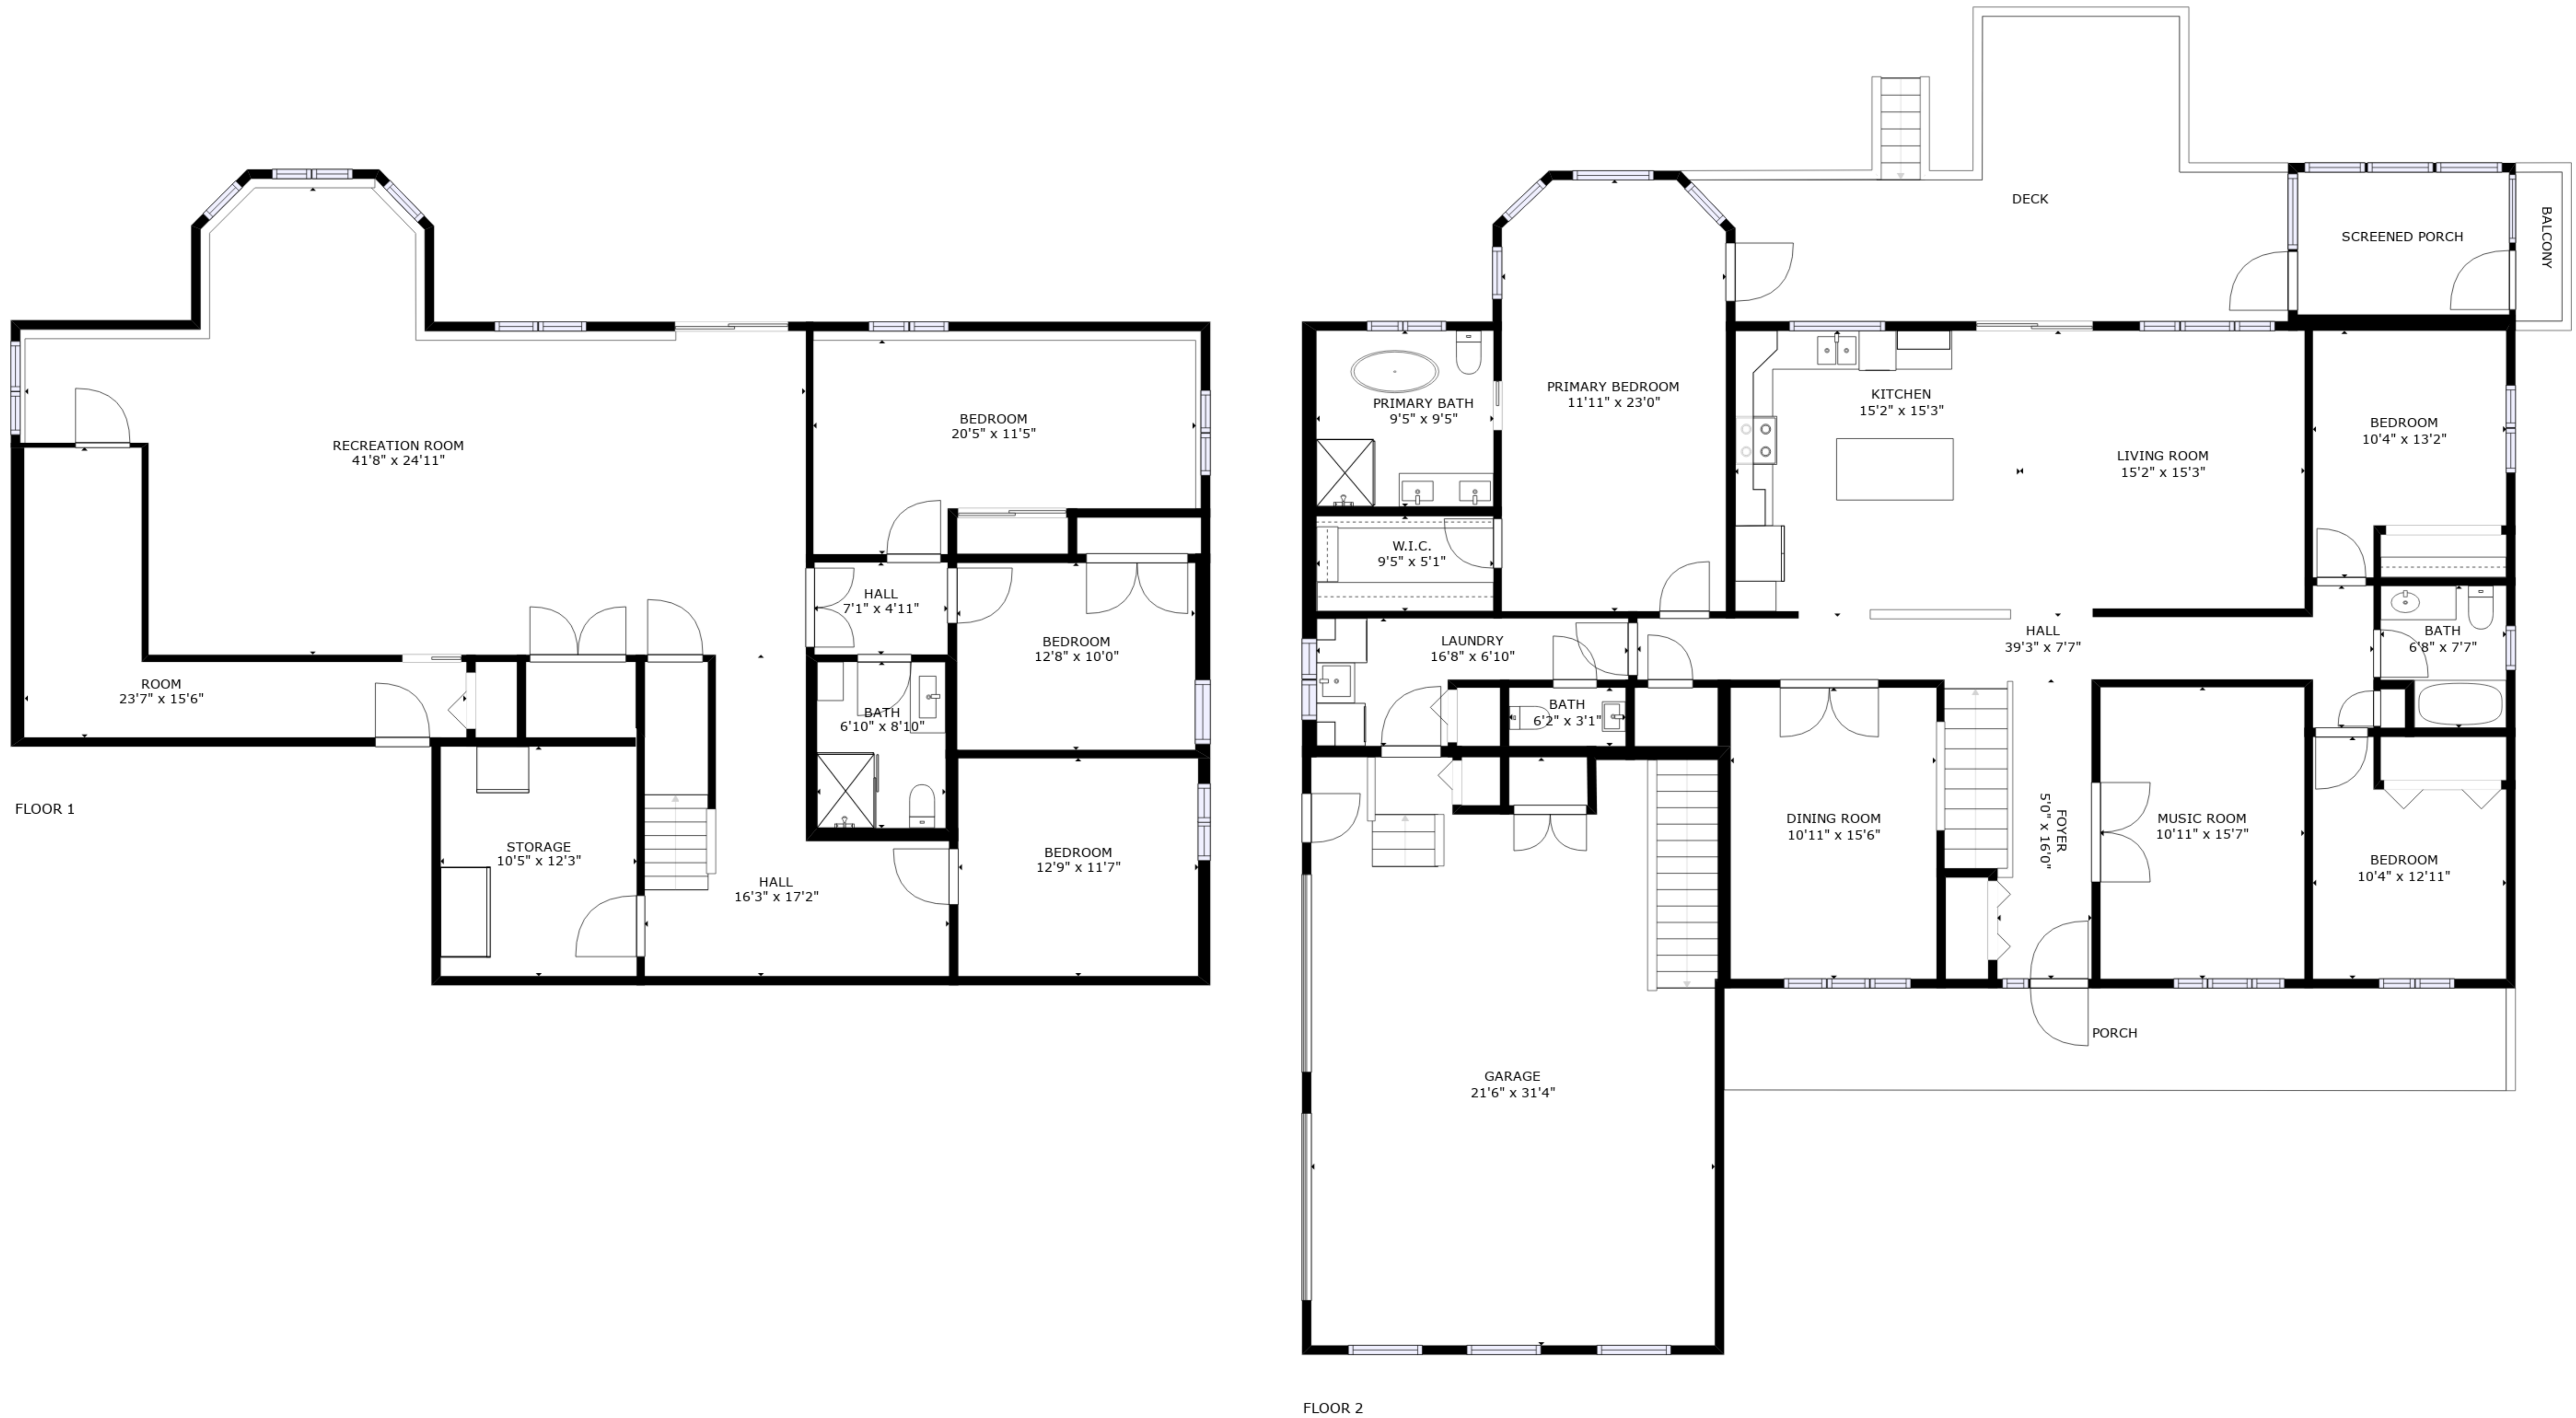 RECREATION ROOM
41'8" x 24'11"
BEDROOM
20'5" x 11'5"
HALL
7'1" x 4'11"
BEDROOM
12'8" x 10'0"
ROOM
23'7" x 15'6"
BATH
6'10" x 8'10"
STORAGE
10'5" x 12'3"
HALL
16'3" x 17'2"
BEDROOM
12'9" x 11'7"
FLOOR 1
DECK
SCREENED PORCH
BALCONY
PRIMARY BATH
9'5" x 9'5"
PRIMARY BEDROOM
11'11" x 23'0"
KITCHEN
15'2" x 15'3"
LIVING ROOM
15'2" x 15'3"
BEDROOM
10'4" x 13'2"
W.I.C.
9'5" x 5'1"
LAUNDRY
16'8" x 6'10"
HALL
39'3" x 7'7"
BATH
6'8" x 7'7"
BATH
6'2" x 3'1"
DINING ROOM
10'11" x 15'6"
FOYER
5'0" x 16'0"
MUSIC ROOM
10'11" x 15'7"
BEDROOM
10'4" x 12'11"
PORCH
GARAGE
21'6" x 31'4"
FLOOR 2